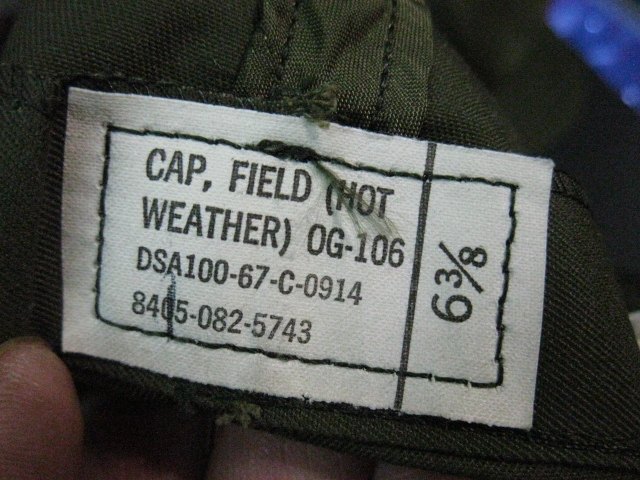 CAP, FIELD (HOT
WEATHER) OG-106
DSA100-67-C-0914
8405-082-5743
6⅜